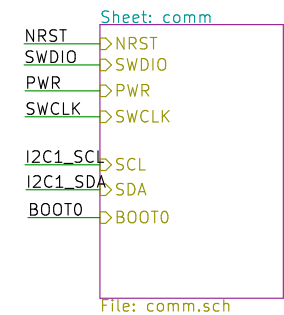 Sheet: comm
NRST NRST
SWDIO SWDIO
PWR PWR
SWCLK SWCLK
I2C1_SCL SCL
I2C1_SDA SDA
BOOT0 BOOT0
File: comm.sch